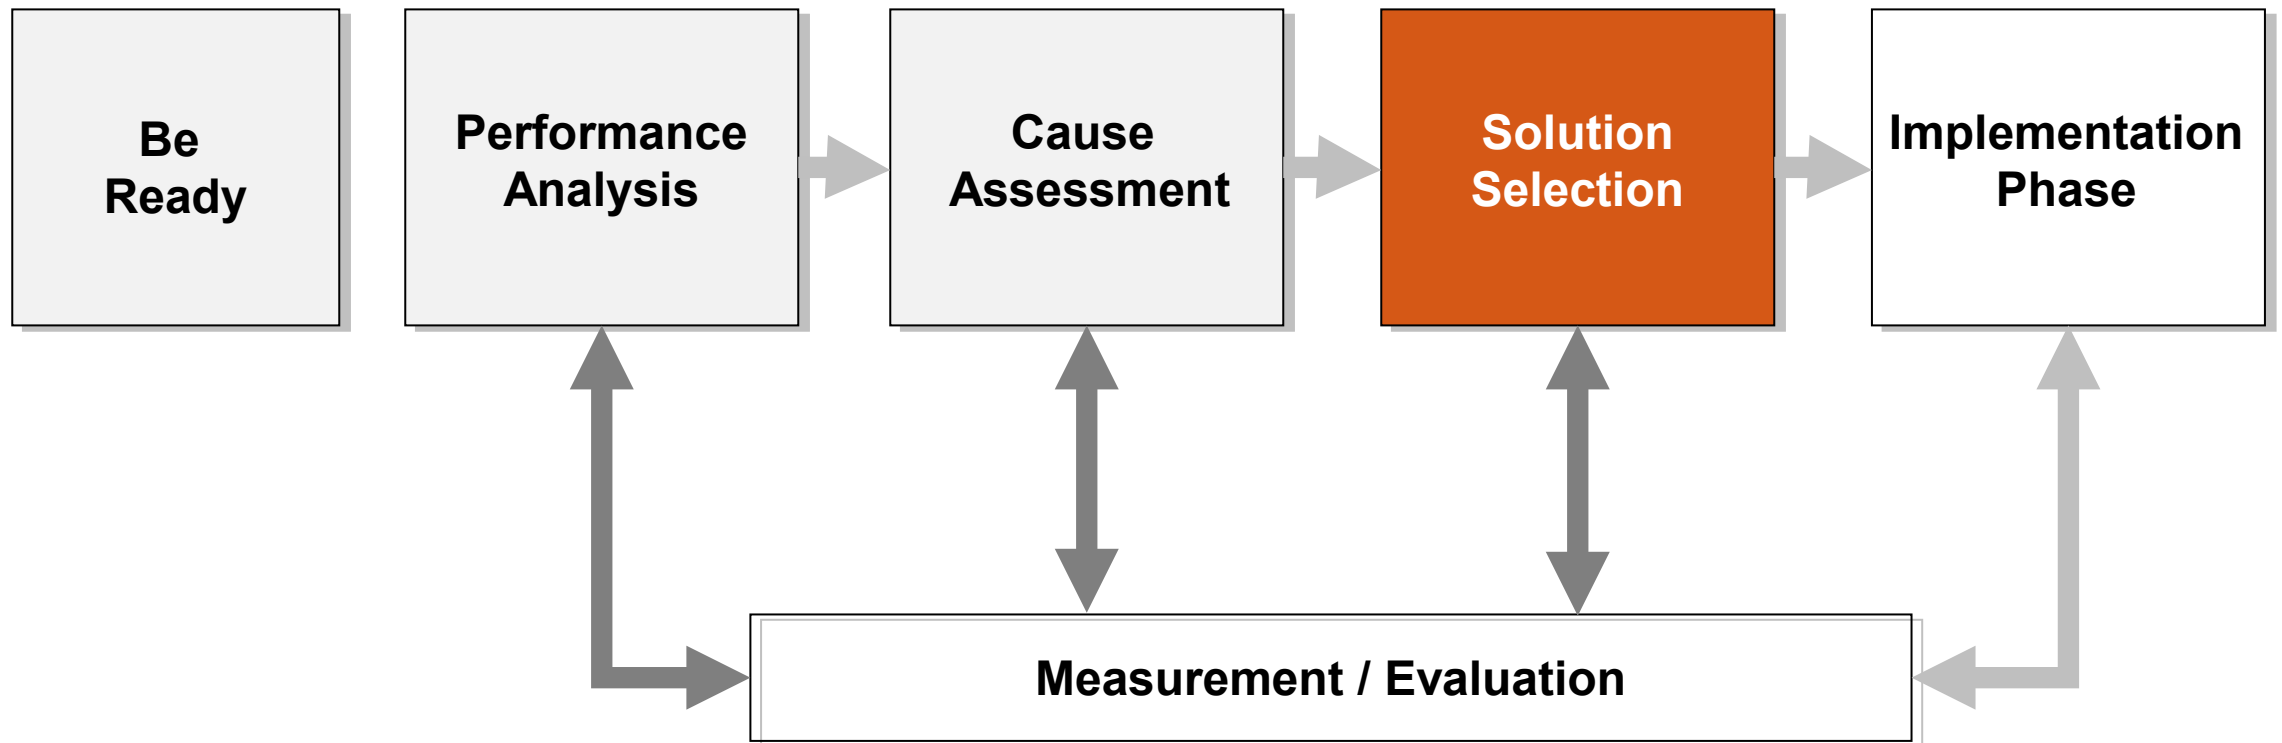 Be
Ready
Performance
Analysis
Cause
Assessment
Solution
Selection
Implementation
Phase
Measurement / Evaluation